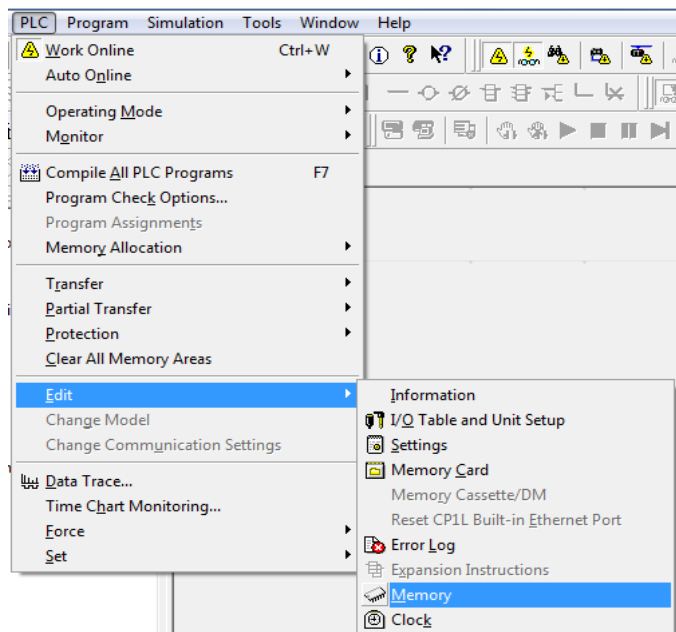 PLC Program Simulation Tools Window Help
Work Online Ctrl+W
Auto Online
Operating Mode
Monitor
Compile All PLC Programs F7
Program Check Options...
Program Assignments
Memory Allocation
Transfer
Partial Transfer
Protection
Clear All Memory Areas
Edit
Change Model
Change Communication Settings
Data Trace...
Time Chart Monitoring...
Force
Set
Information
I/O Table and Unit Setup
Settings
Memory Card
Memory Cassette/DM
Reset CP1L Built-in Ethernet Port
Error Log
Expansion Instructions
Memory
Clock